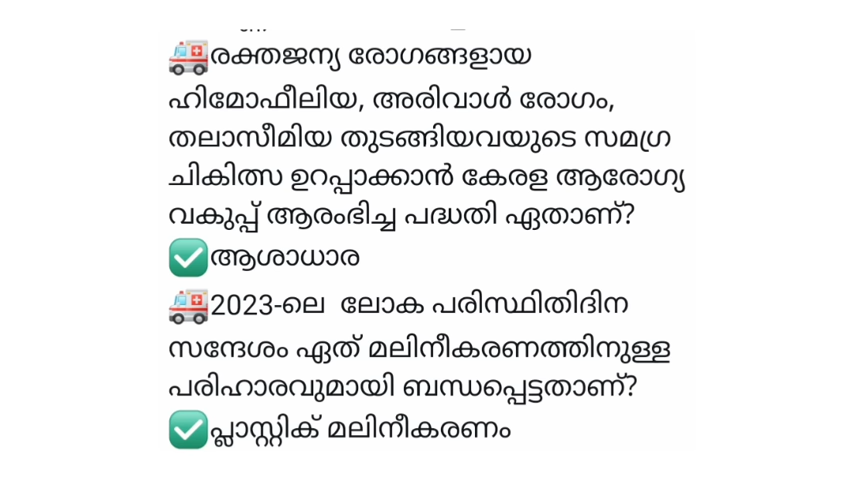 🚑രക്തജന്യ രോഗങ്ങളായ
ഹിമോഫീലിയ, അരിവാൾ രോഗം,
തലാസീമിയ തുടങ്ങിയവയുടെ സമഗ്ര
ചികിത്സ ഉറപ്പാക്കാൻ കേരള ആരോഗ്യ
വകുപ്പ് ആരംഭിച്ച പദ്ധതി ഏതാണ്?
✅ആശാധാര
🚑2023-ലെ ലോക പരിസ്ഥിതിദിന
സന്ദേശം ഏത് മലിനീകരണത്തിനുള്ള
പരിഹാരവുമായി ബന്ധപ്പെട്ടതാണ്?
✅പ്ലാസ്റ്റിക് മലിനീകരണം